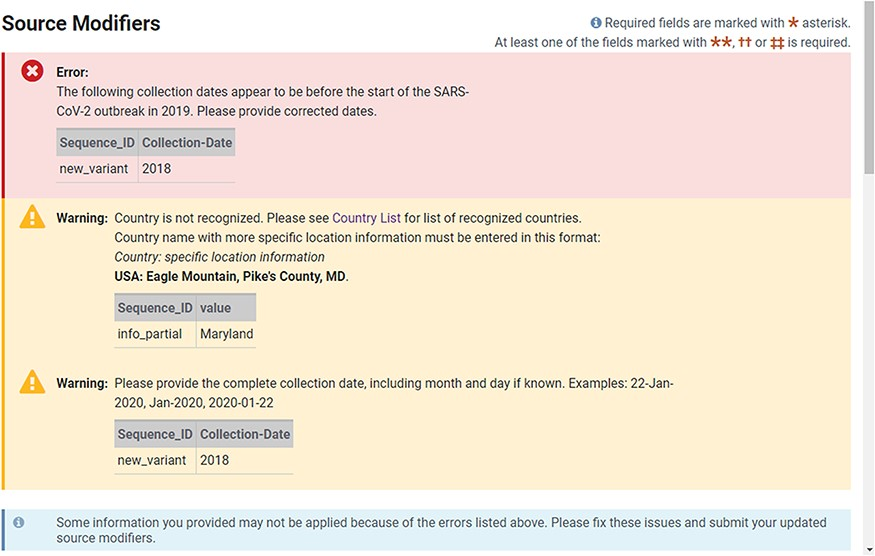 Source Modifiers
Required fields are marked with * asterisk.
At least one of the fields marked with **, †† or ‡‡ is required.
Error:
The following collection dates appear to be before the start of the SARS-
CoV-2 outbreak in 2019. Please provide corrected dates.
Sequence_ID Collection-Date
new_variant 2018
Warning: Country is not recognized. Please see Country List for list of recognized countries.
Country name with more specific location information must be entered in this format:
Country: specific location information
USA: Eagle Mountain, Pike's County, MD.
Sequence_ID value
info_partial Maryland
Warning: Please provide the complete collection date, including month and day if known. Examples: 22-Jan-
2020, Jan-2020, 2020-01-22
Sequence_ID Collection-Date
new_variant 2018
Some information you provided may not be applied because of the errors listed above. Please fix these issues and submit your updated
source modifiers.